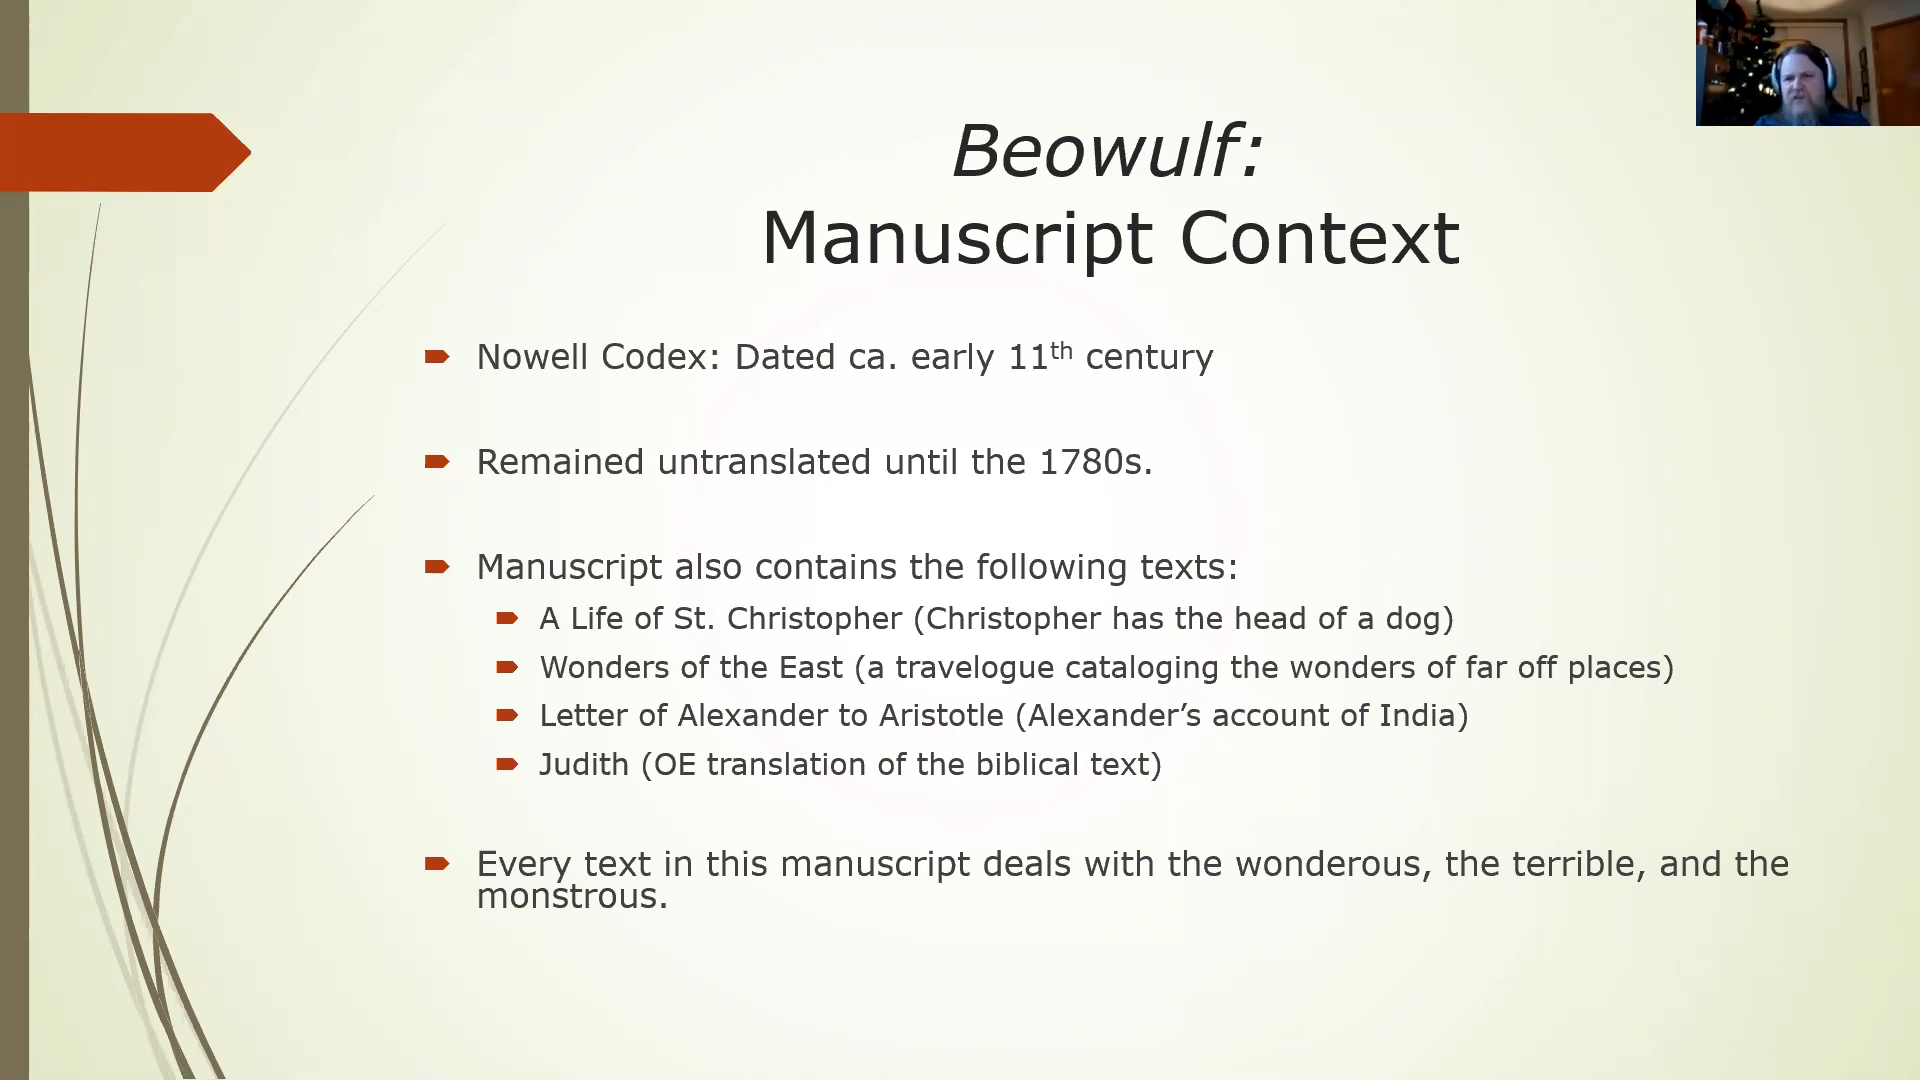 Beowulf:
Manuscript Context
Nowell Codex: Dated ca. early 11th century
Remained untranslated until the 1780s.
Manuscript also contains the following texts:
A Life of St. Christopher (Christopher has the head of a dog)
Wonders of the East (a travelogue cataloging the wonders of far off places)
Letter of Alexander to Aristotle (Alexander’s account of India)
Judith (OE translation of the biblical text)
Every text in this manuscript deals with the wonderous, the terrible, and the
monstrous.